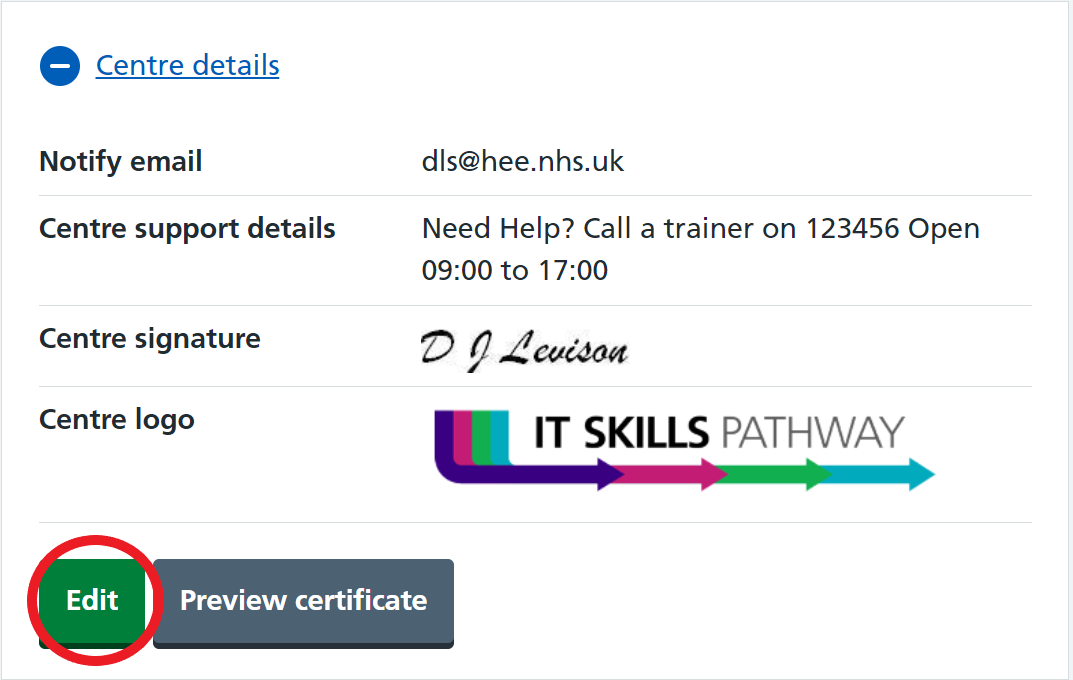 Centre details
Notify email dls@hee.nhs.uk
Centre support details Need Help? Call a trainer on 123456 Open
09:00 to 17:00
Centre signature D J Levison
Centre logo IT SKILLS PATHWAY
Edit Preview certificate